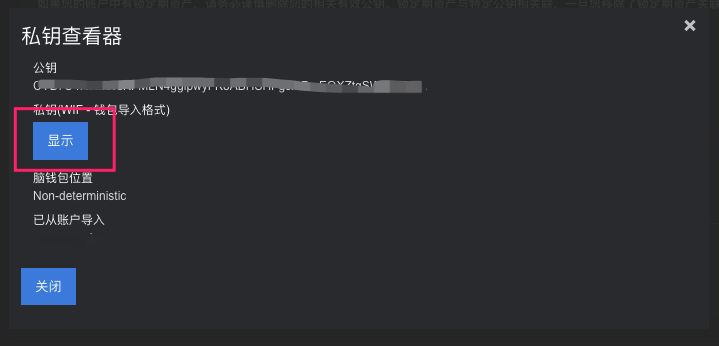 私钥查看器
公钥
私钥(WIF - 钱包导入格式)
显示
脑钱包位置
Non-deterministic
已从账户导入
关闭